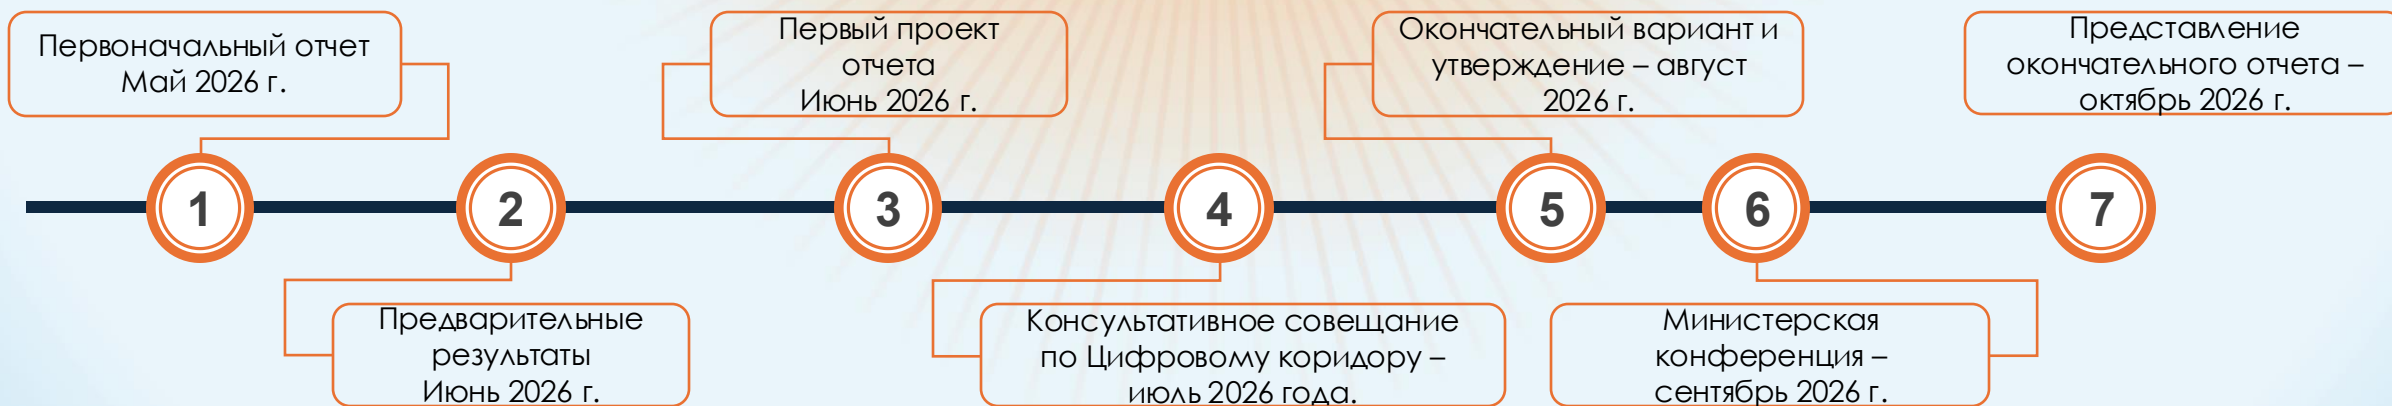 Первоначальный отчет
Май 2026 г.
Первый проект
отчета
Июнь 2026 г.
Окончательный вариант и
утверждение – август
2026 г.
Представление
окончательного отчета –
октябрь 2026 г.
1
2
3
4
5
6
7
Предварительные
результаты
Июнь 2026 г.
Консультативное совещание
по Цифровому коридору –
июль 2026 года.
Министерская
конференция –
сентябрь 2026 г.